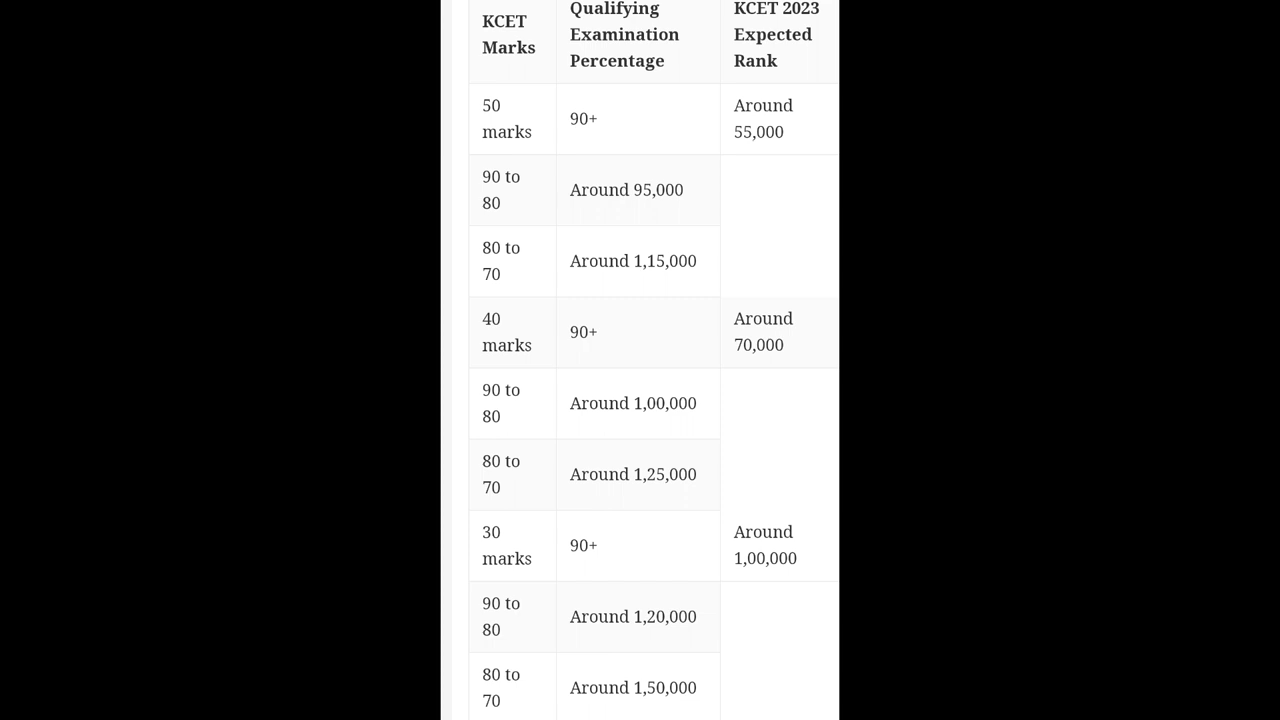 KCET
Marks
Qualifying
Examination
Percentage
KCET 2023
Expected
Rank
50
marks
90+
Around
55,000
90 to
80
Around 95,000
80 to
70
Around 1,15,000
40
marks
90+
Around
70,000
90 to
80
Around 1,00,000
80 to
70
Around 1,25,000
30
marks
90+
Around
1,00,000
90 to
80
Around 1,20,000
80 to
70
Around 1,50,000